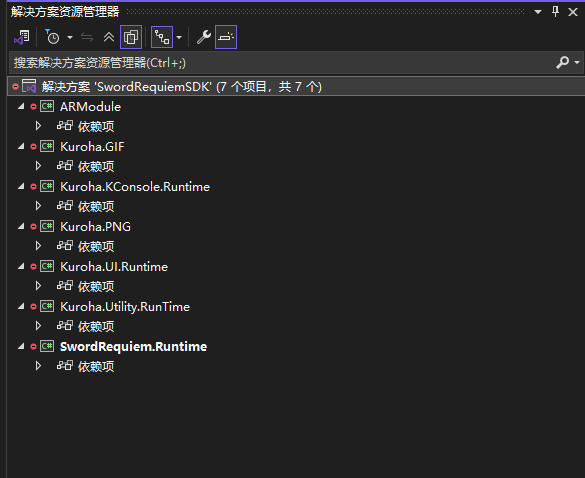 解决方案资源管理器
搜索解决方案资源管理器(Ctrl+;)
解决方案 'SwordRequiemSDK' (7 个项目，共 7 个)
C# ARModule
依赖项
C# Kuroha.GIF
依赖项
C# Kuroha.KConsole.Runtime
依赖项
C# Kuroha.PNG
依赖项
C# Kuroha.UI.Runtime
依赖项
C# Kuroha.Utility.RunTime
依赖项
C# SwordRequiem.Runtime
依赖项